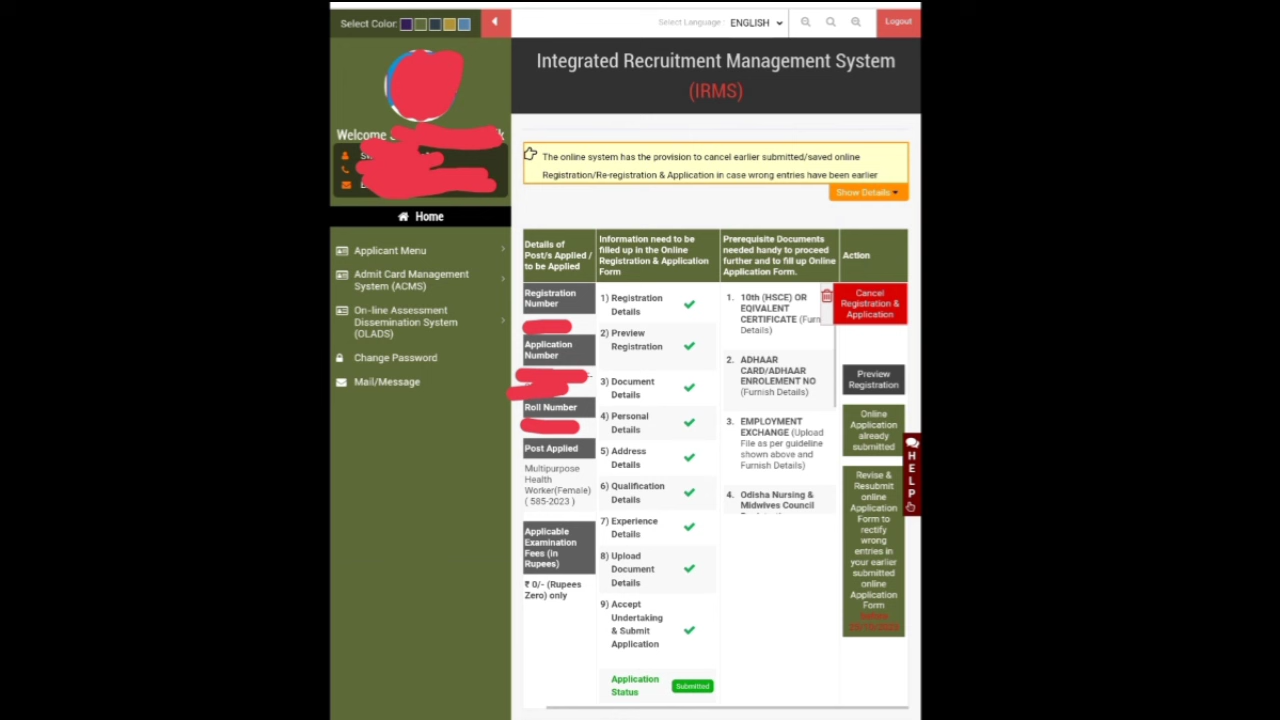 Select Color:
Select Language :
ENGLISH
Logout
Integrated Recruitment Management System
(IRMS)
Welcome
The online system has the provision to cancel earlier submitted/saved online
Registration/Re-registration & Application in case wrong entries have been earlier
Show Details
Home
Applicant Menu
Admit Card Management
System (ACMS)
On-line Assessment
Dissemination System
(OLADS)
Change Password
Mail/Message
Details of
Post/s Applied /
to be Applied
Information need to be
filled up in the Online
Registration & Application
Form
Prerequisite Documents
needed handy to proceed
further and to fill up Online
Application Form.
Action
Registration
Number
Application
Number
Roll Number
Post Applied
Multipurpose
Health
Worker(Female)
( 585-2023 )
Applicable
Examination
Fees (in
Rupees)
₹ 0/- (Rupees
Zero) only
1) Registration
Details
2) Preview
Registration
3) Document
Details
4) Personal
Details
5) Address
Details
6) Qualification
Details
7) Experience
Details
8) Upload
Document
Details
9) Accept
Undertaking
& Submit
Application
Application
Status
Submitted
1. 10th (HSCE) OR
EQIVALENT
CERTIFICATE (Furn
Details)
2. ADHAAR
CARD/ADHAAR
ENROLEMENT NO
(Furnish Details)
3. EMPLOYMENT
EXCHANGE (Upload
File as per guideline
shown above and
Furnish Details)
4. Odisha Nursing &
Midwives Council
Cancel
Registration &
Application
Preview
Registration
Online
Application
already
submitted
Revise &
Resubmit
online
Application
Form to
rectify
wrong
entries in
your earlier
submitted
online
Application
Form
HELP